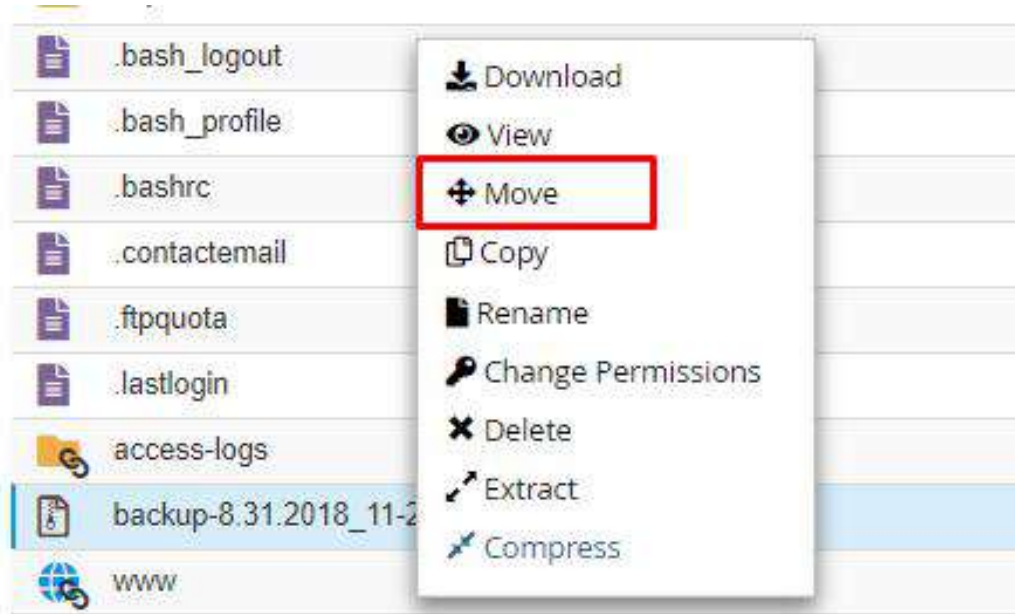 .bash_logout
.bash_profile
.bashrc
.contactemail
.ftpquota
.lastlogin
access-logs
backup-8.31.2018_11-2
www
Download
View
Move
Copy
Rename
Change Permissions
Delete
Extract
Compress